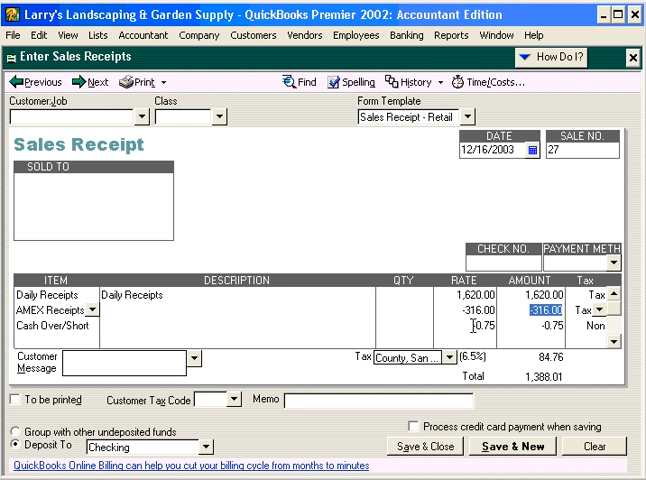 Larry's Landscaping & Garden Supply - QuickBooks Premier 2002: Accountant Edition
File Edit View Lists Accountant Company Customers Vendors Employees Banking Reports Window Help
Enter Sales Receipts How Do I?
Previous Next Print Find Spelling History Time/Costs...
Customer:Job Class Form Template
Sales Receipt - Retail
Sales Receipt
DATE SALE NO.
12/16/2003 27
SOLD TO
CHECK NO. PAYMENT METH
ITEM DESCRIPTION QTY RATE AMOUNT Tax
Daily Receipts Daily Receipts 1,620.00 1,620.00 Tax
AMEX Receipts -316.00 -316.00 Tax
Cash Over/Short -0.75 -0.75 Non
Customer Message Tax County, San ... (6.5%) 84.76
Total 1,388.01
To be printed Customer Tax Code Memo
Group with other undeposited funds Process credit card payment when saving
Deposit To Checking Save & Close Save & New Clear
QuickBooks Online Billing can help you cut your billing cycle from months to minutes